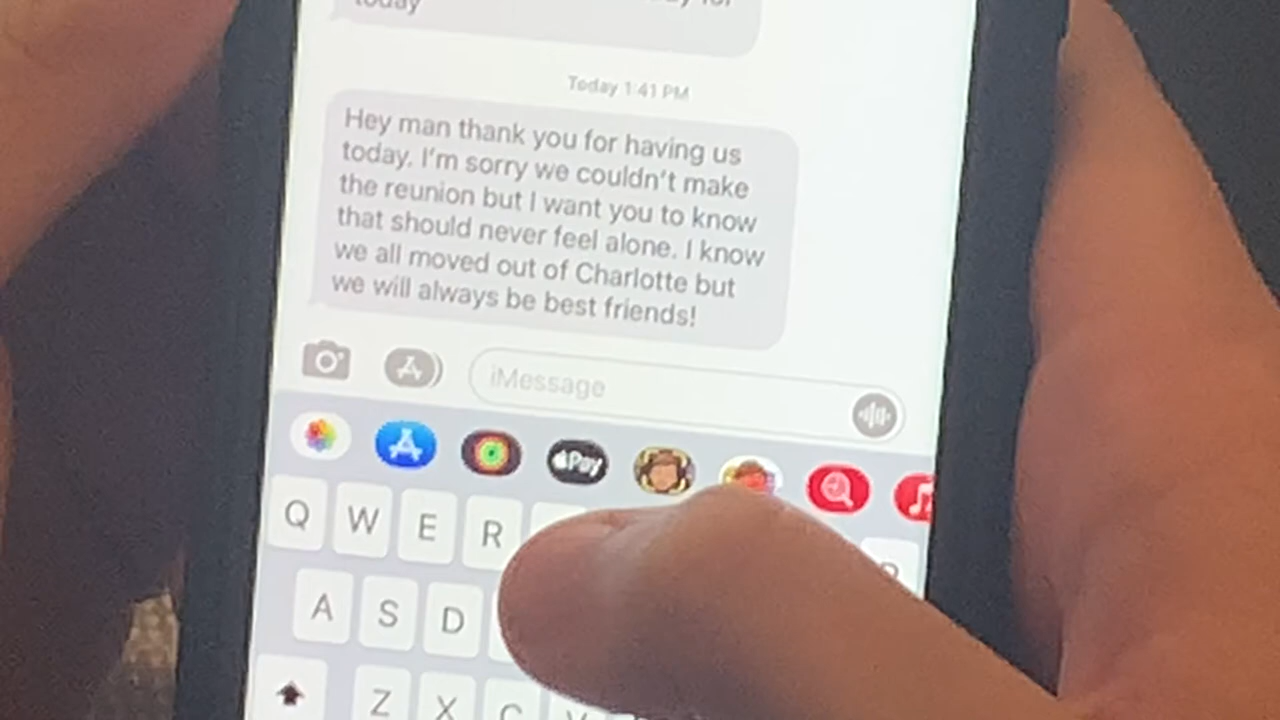 today
Today 1:41 PM
Hey man thank you for having us
today. I'm sorry we couldn't make
the reunion but I want you to know
that should never feel alone. I know
we all moved out of Charlotte but
we will always be best friends!
iMessage
Pay
Q W E R
A S D
Z X C